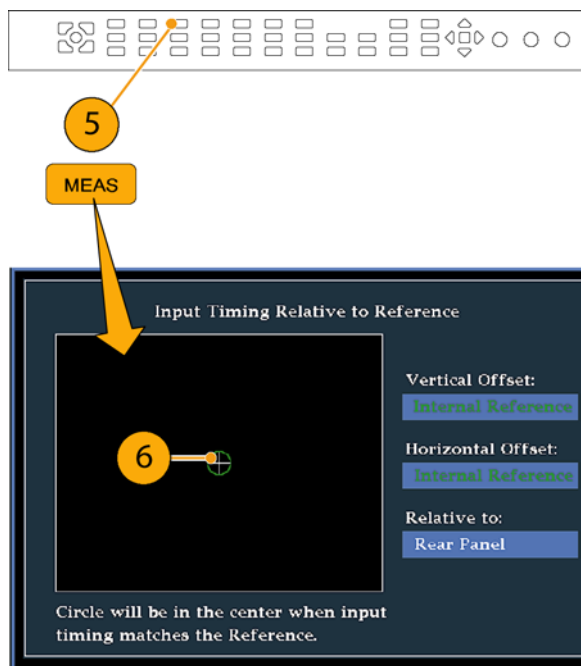 5
MEAS
Input Timing Relative to Reference
Vertical Offset:
Internal Reference
6
Horizontal Offset:
Internal Reference
Relative to:
Rear Panel
Circle will be in the center when input
timing matches the Reference.